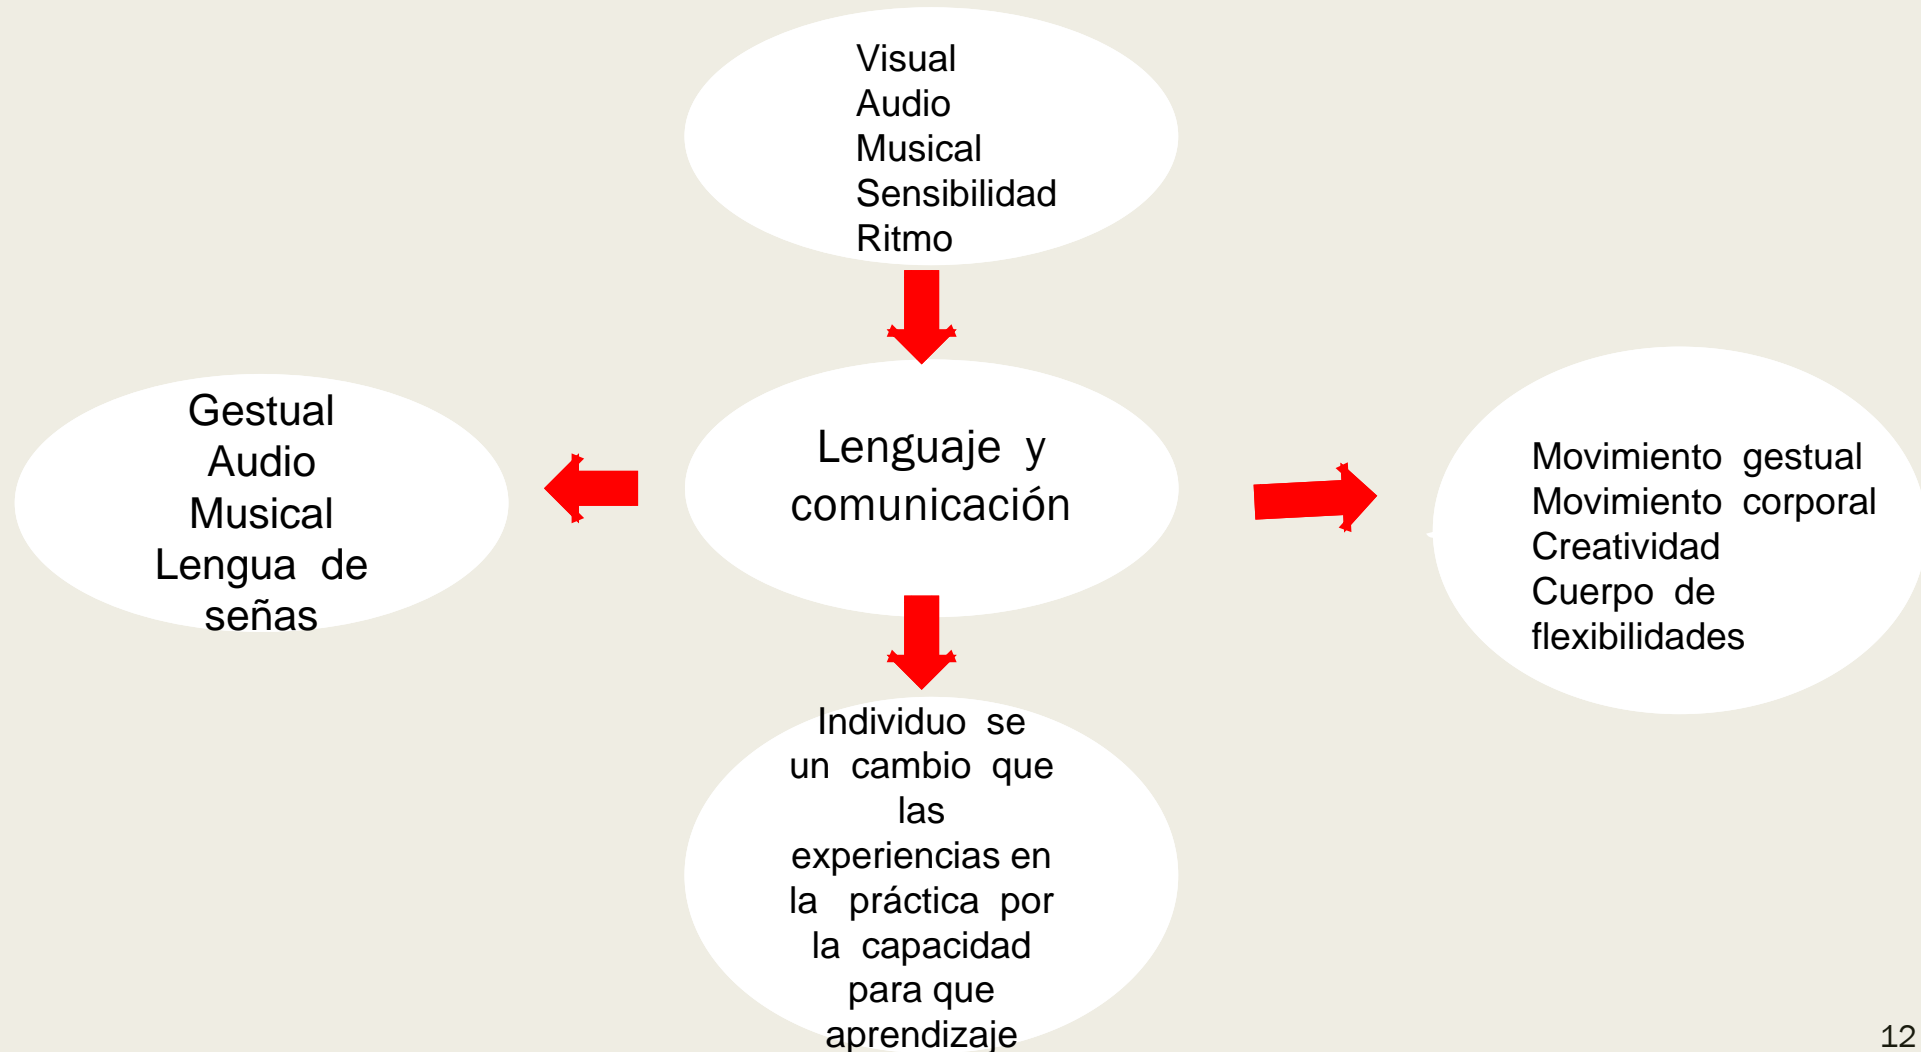 Visual
Audio
Musical
Sensibilidad
Ritmo
Gestual
Audio
Musical
Lengua de
señas
Lenguaje y
comunicación
Movimiento gestual
Movimiento corporal
Creatividad
Cuerpo de
flexibilidades
Individuo se
un cambio que
las
experiencias en
la práctica por
la capacidad
para que
aprendizaje
12